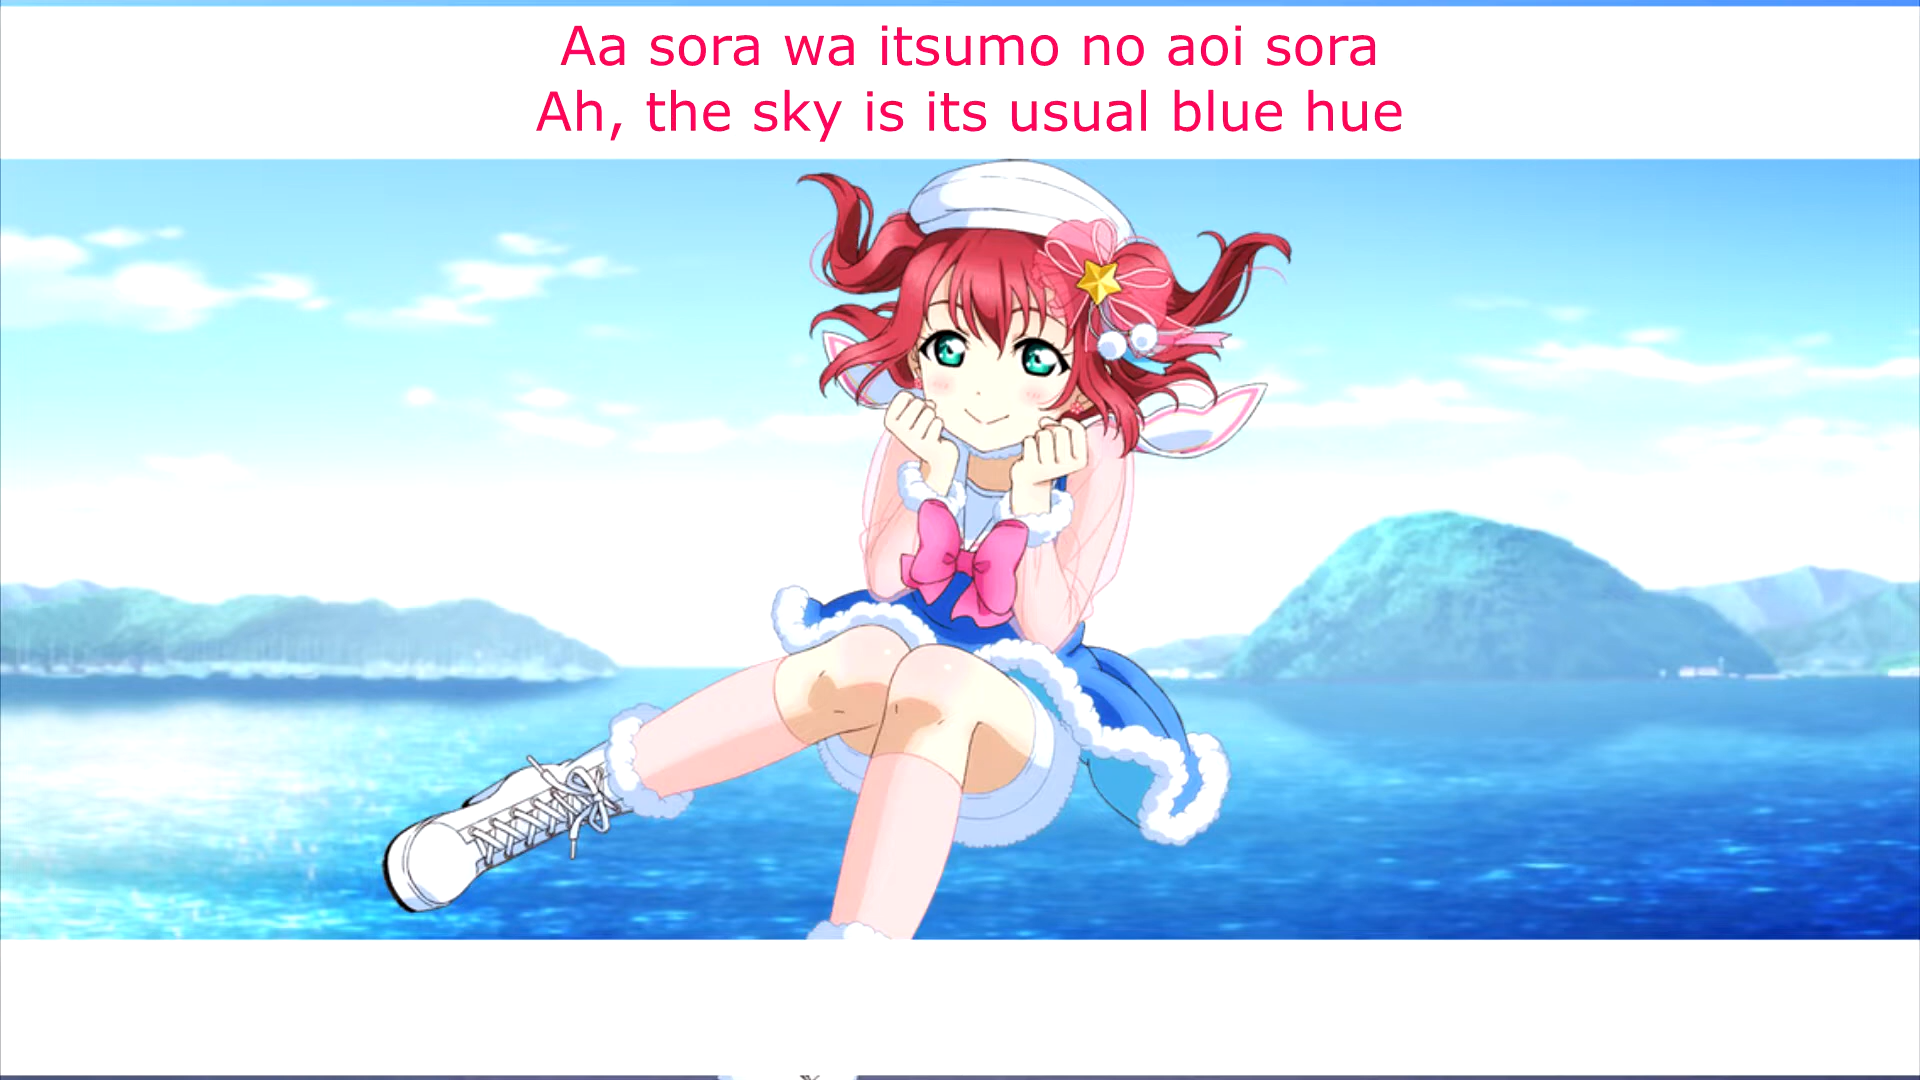 Aa sora wa itsumo no aoi sora
Ah, the sky is its usual blue hue